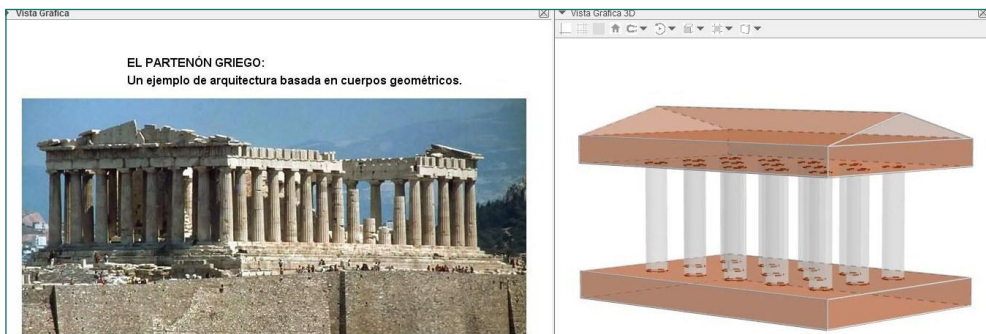 Vista Gráfica
Vista Gráfica 3D
EL PARTENÓN GRIEGO:
Un ejemplo de arquitectura basada en cuerpos geométricos.